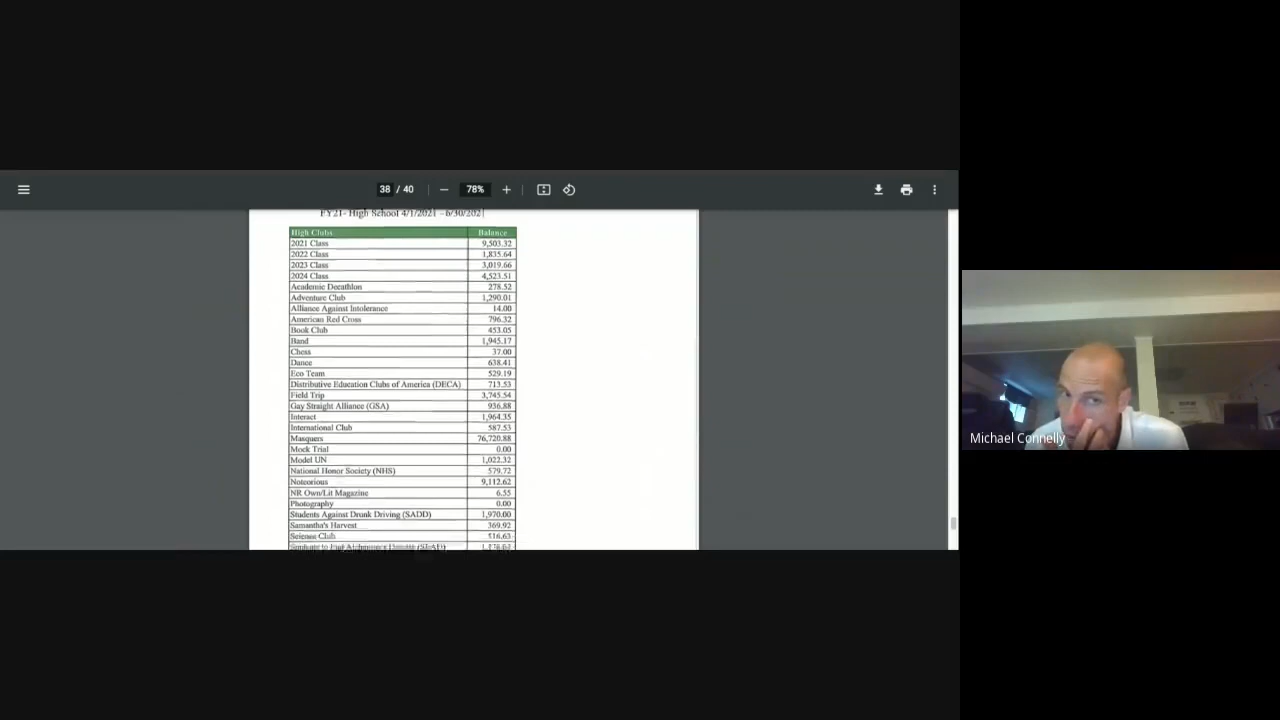 38 / 40
78%
FY21- High School 4/1/2021 – 6/30/2021
High Clubs Balance
2021 Class 9,503.32
2022 Class 1,835.64
2023 Class 3,019.66
2024 Class 4,523.51
Academic Decathlon 278.52
Adventure Club 1,290.01
Alliance Against Intolerance 14.00
American Red Cross 796.32
Book Club 453.05
Band 1,945.17
Chess 37.00
Dance 638.41
Eco Team 529.19
Distributive Education Clubs of America (DECA) 713.53
Field Trip 3,745.54
Gay Straight Alliance (GSA) 936.88
Interact 1,964.35
International Club 587.53
Masquers 76,720.88
Mock Trial 0.00
Model UN 1,022.32
National Honor Society (NHS) 579.72
Noteorious 9,112.62
NR Own/Lit Magazine 6.55
Photography 0.00
Students Against Drunk Driving (SADD) 1,970.00
Samantha's Harvest 369.92
Science Club 516.63
Michael Connelly